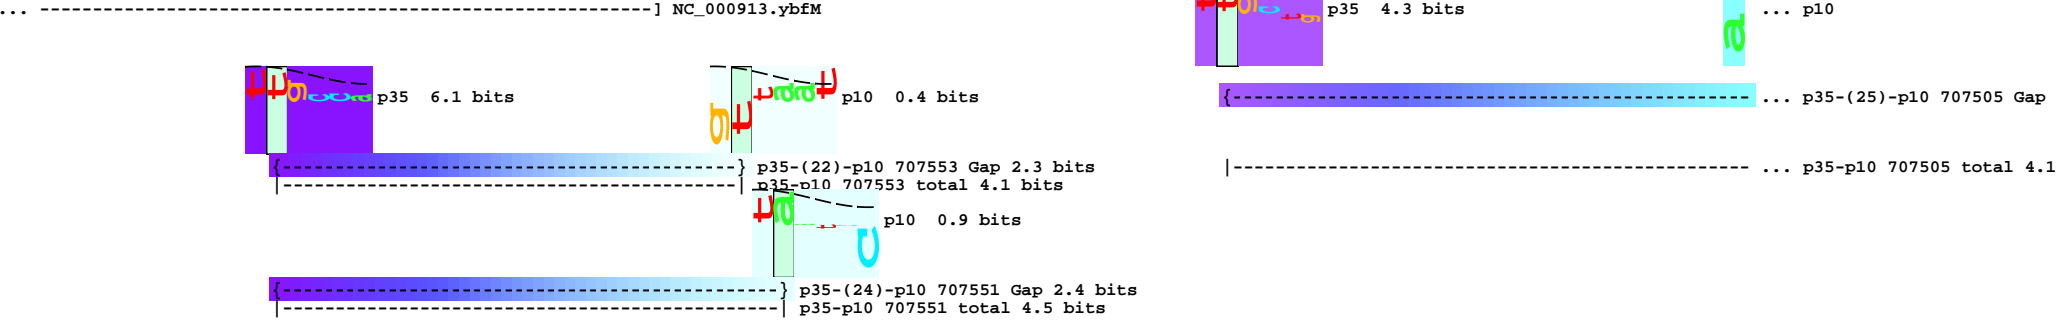 ... ----------------------------------------------------------] NC_000913.ybfM
p35 4.3 bits
... p10
ttgcca p35 6.1 bits
gttaat p10 0.4 bits
{------------------------------------------------- ... p35-(25)-p10 707505 Gap
{-------------------------------------------} p35-(22)-p10 707553 Gap 2.3 bits
|------------------------------------------------- ... p35-p10 707505 total 4.1
|-------------------------------------------| p35-p10 707553 total 4.1 bits
p10 0.9 bits
{-----------------------------------------------} p35-(24)-p10 707551 Gap 2.4 bits
|-----------------------------------------------| p35-p10 707551 total 4.5 bits